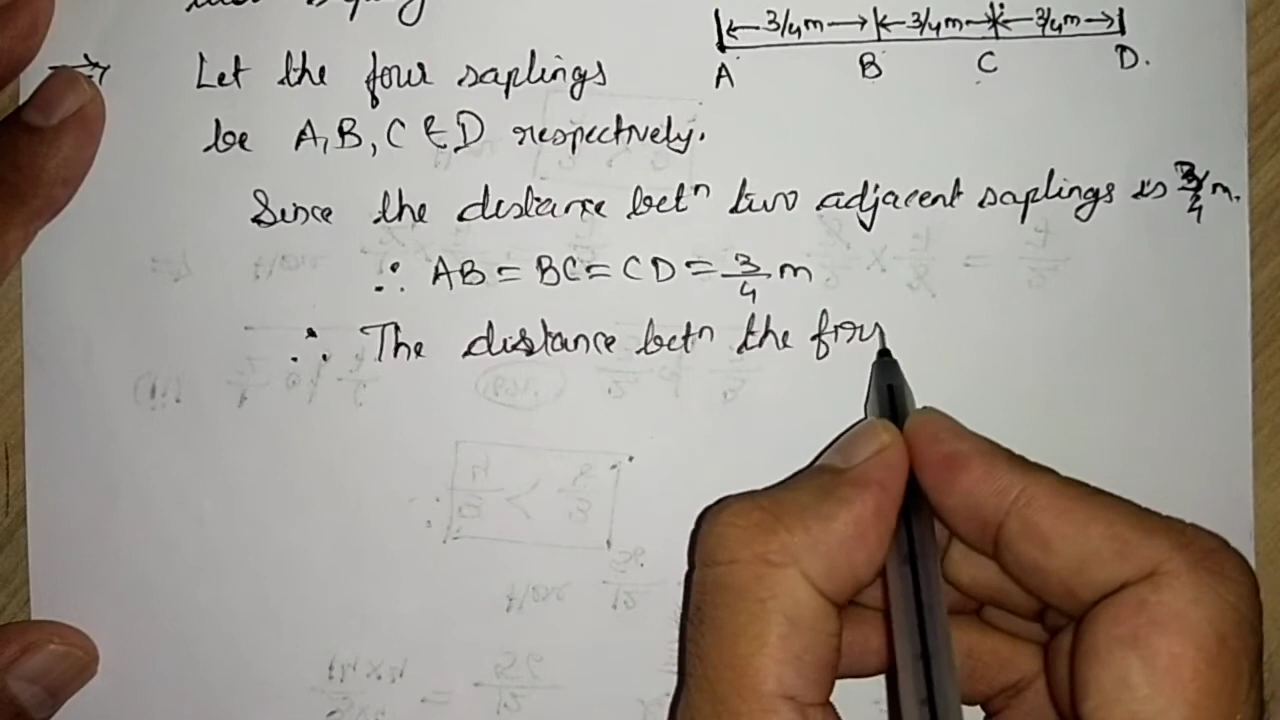 3/4m 3/4m 3/4m
A B C D.
Let the four saplings
be A, B, C & D respectively.
Since the distance betn two adjacent saplings is 3/4 m.
∴ AB = BC = CD = 3/4 m
∴ The distance betn the four